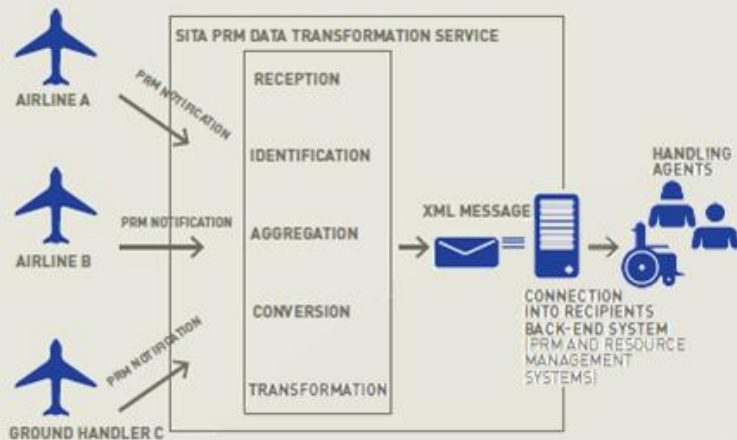 SITA PRM DATA TRANSFORMATION SERVICE
AIRLINE A
PRM NOTIFICATION
RECEPTION
IDENTIFICATION
AIRLINE B
PRM NOTIFICATION
AGGREGATION
CONVERSION
GROUND HANDLER C
PRM NOTIFICATION
TRANSFORMATION
XML MESSAGE
HANDLING
AGENTS
CONNECTION
INTO RECIPIENTS
BACK-END SYSTEM
(PRM AND RESOURCE
MANAGEMENT
SYSTEMS)